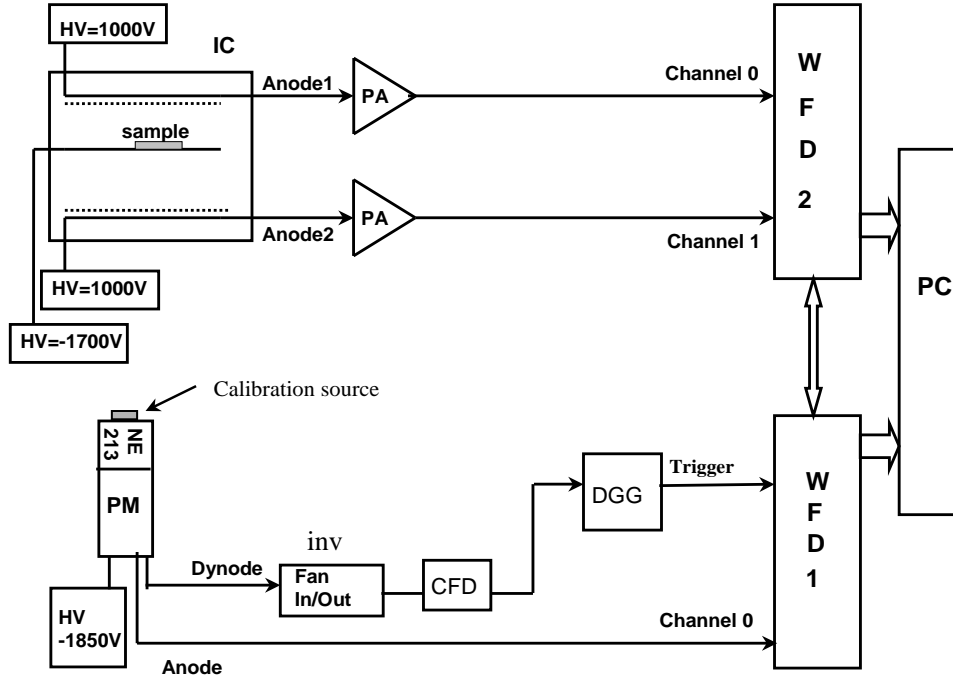 HV=1000V
IC
Anode1
PA
Channel 0
W
F
D
2
sample
Anode2
PA
Channel 1
HV=1000V
HV=-1700V
PC
Calibration source
NE
213
PM
HV
-1850V
Dynode
inv
Fan
In/Out
CFD
DGG
Trigger
W
F
D
1
Channel 0
Anode